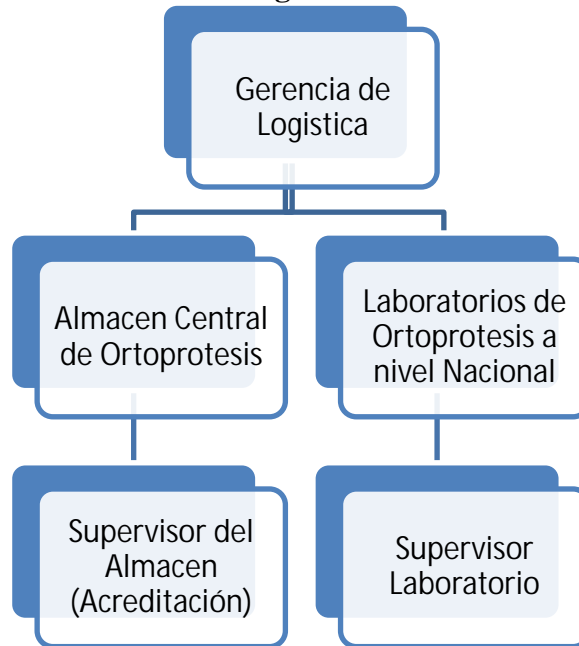 Gerencia de
Logistica
Almacen Central
de Ortoprotesis
Laboratorios de
Ortoprotesis a
nivel Nacional
Supervisor del
Almacen
(Acreditación)
Supervisor
Laboratorio